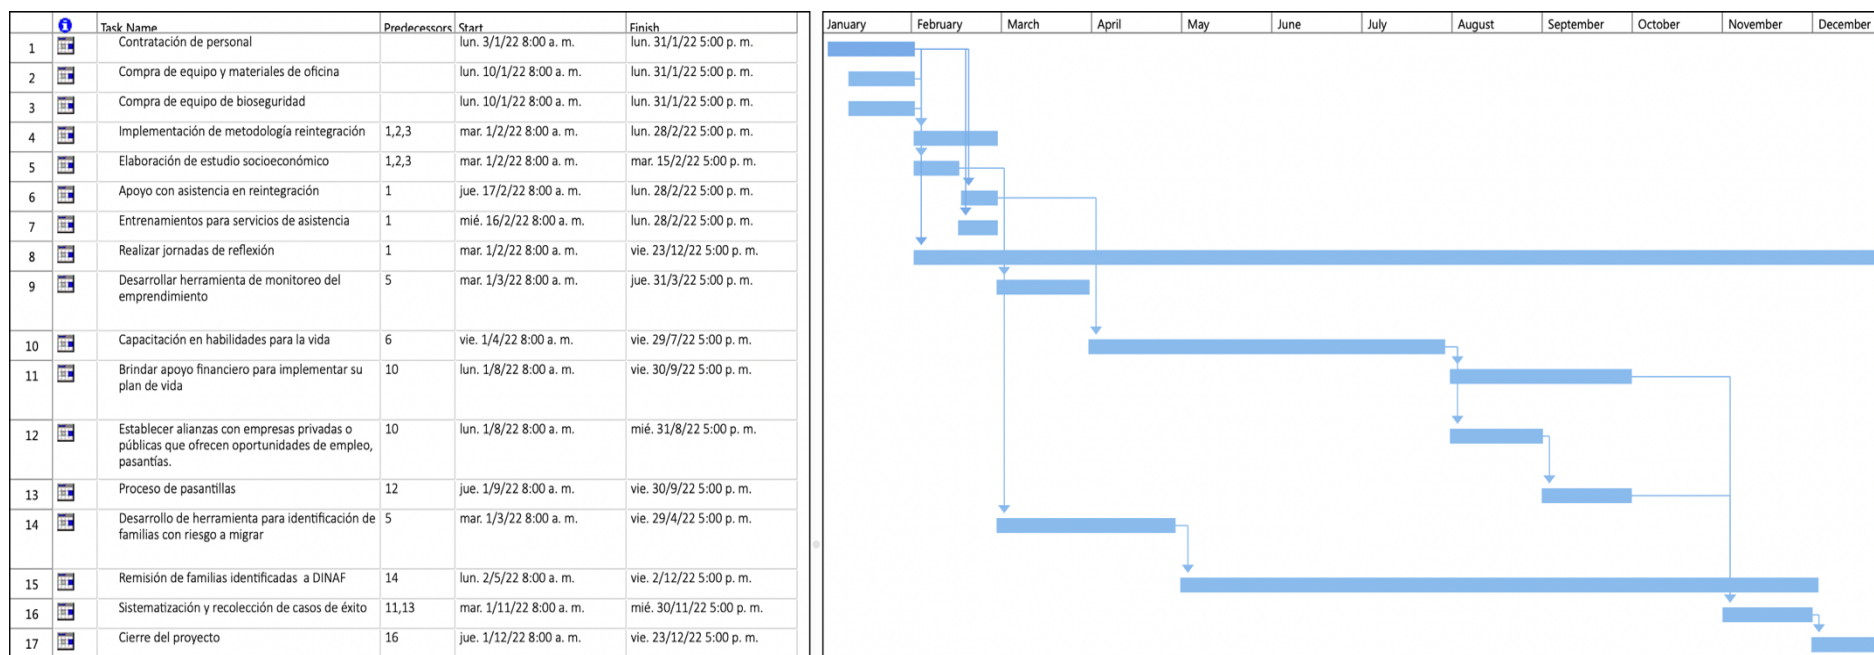 Task Name Predecessors Start Finish January February March April May June July August September October November December
1 Contratación de personal lun. 3/1/22 8:00 a. m. lun. 31/1/22 5:00 p. m.
2 Compra de equipo y materiales de oficina lun. 10/1/22 8:00 a. m. lun. 31/1/22 5:00 p. m.
3 Compra de equipo de bioseguridad lun. 10/1/22 8:00 a. m. lun. 31/1/22 5:00 p. m.
4 Implementación de metodología reintegración 1,2,3 mar. 1/2/22 8:00 a. m. lun. 28/2/22 5:00 p. m.
5 Elaboración de estudio socioeconómico 1,2,3 mar. 1/2/22 8:00 a. m. mar. 15/2/22 5:00 p. m.
6 Apoyo con asistencia en reintegración 1 jue. 17/2/22 8:00 a. m. lun. 28/2/22 5:00 p. m.
7 Entrenamientos para servicios de asistencia 1 mié. 16/2/22 8:00 a. m. lun. 28/2/22 5:00 p. m.
8 Realizar jornadas de reflexión 1 mar. 1/2/22 8:00 a. m. vie. 23/12/22 5:00 p. m.
9 Desarrollar herramienta de monitoreo del 5 mar. 1/3/22 8:00 a. m. jue. 31/3/22 5:00 p. m.
emprendimiento
10 Capacitación en habilidades para la vida 6 vie. 1/4/22 8:00 a. m. vie. 29/7/22 5:00 p. m.
11 Brindar apoyo financiero para implementar su 10 lun. 1/8/22 8:00 a. m. vie. 30/9/22 5:00 p. m.
plan de vida
12 Establecer alianzas con empresas privadas o 10 lun. 1/8/22 8:00 a. m. mié. 31/8/22 5:00 p. m.
públicas que ofrecen oportunidades de empleo,
pasantías.
13 Proceso de pasantillas 12 jue. 1/9/22 8:00 a. m. vie. 30/9/22 5:00 p. m.
14 Desarrollo de herramienta para identificación de 5 mar. 1/3/22 8:00 a. m. vie. 29/4/22 5:00 p. m.
familias con riesgo a migrar
15 Remisión de familias identificadas a DINAF 14 lun. 2/5/22 8:00 a. m. vie. 2/12/22 5:00 p. m.
16 Sistematización y recolección de casos de éxito 11,13 mar. 1/11/22 8:00 a. m. mié. 30/11/22 5:00 p. m.
17 Cierre del proyecto 16 jue. 1/12/22 8:00 a. m. vie. 23/12/22 5:00 p. m.